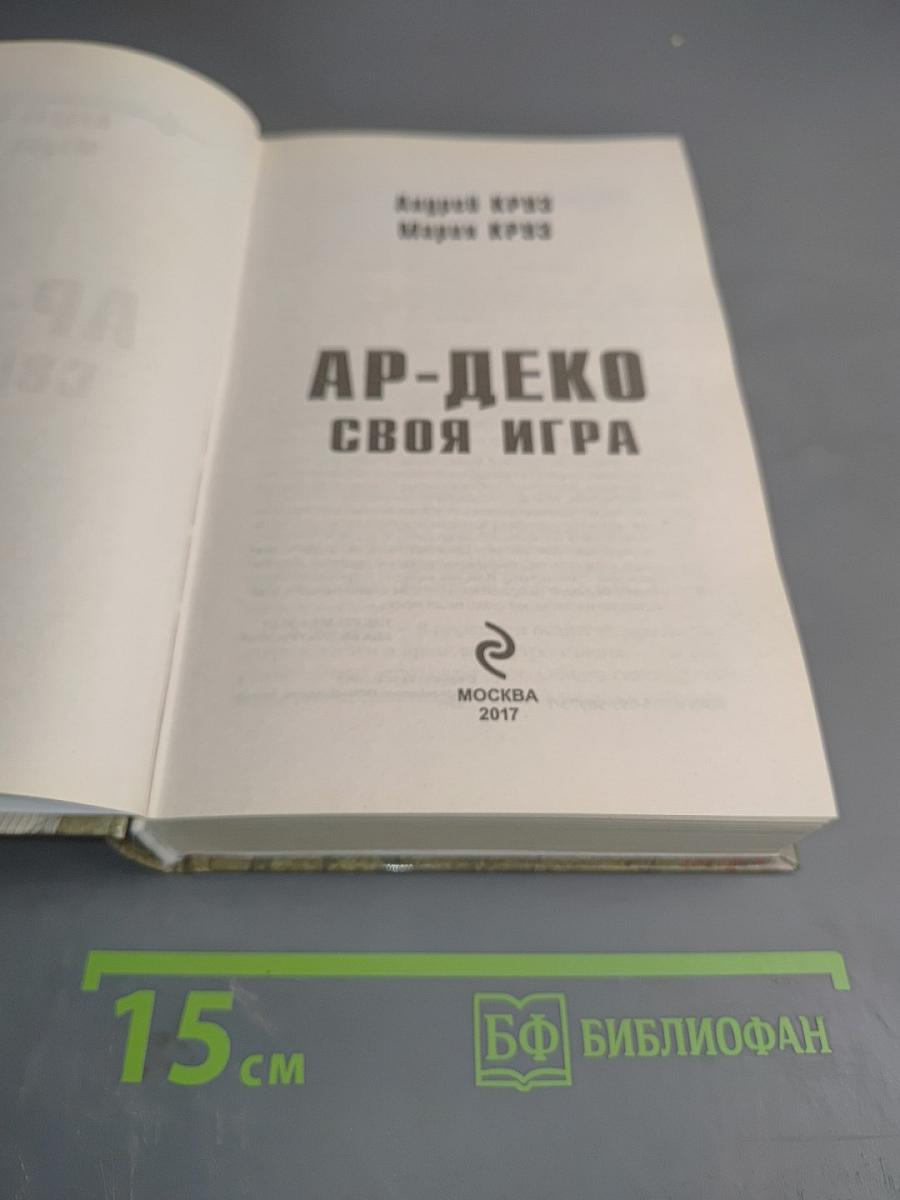 Андрей КРУЗ
Мария КРУЗ
АР-ДЕКО
СВОЯ ИГРА
МОСКВА
2017
15 см
БФ БИБЛИОФАН